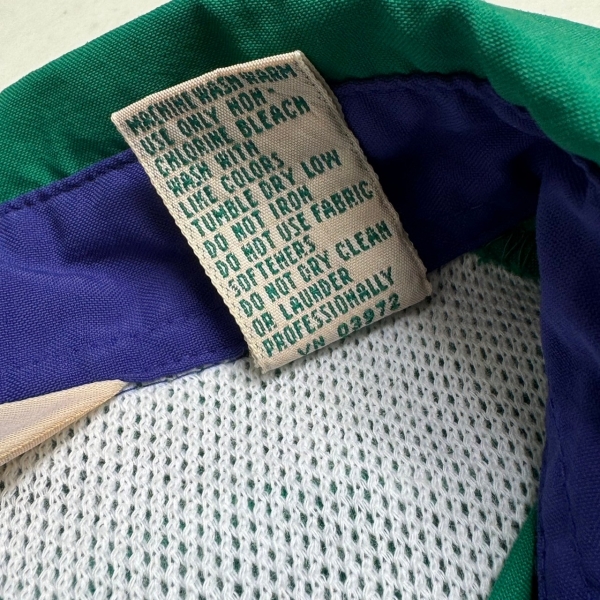 MACHINE WASH WARM
USE ONLY NON-
CHLORINE BLEACH
WASH WITH
LIKE COLORS
TUMBLE DRY LOW
DO NOT IRON
DO NOT USE FABRIC
SOFTENERS
DO NOT DRY CLEAN
OR LAUNDER
PROFESSIONALLY
VN 03972